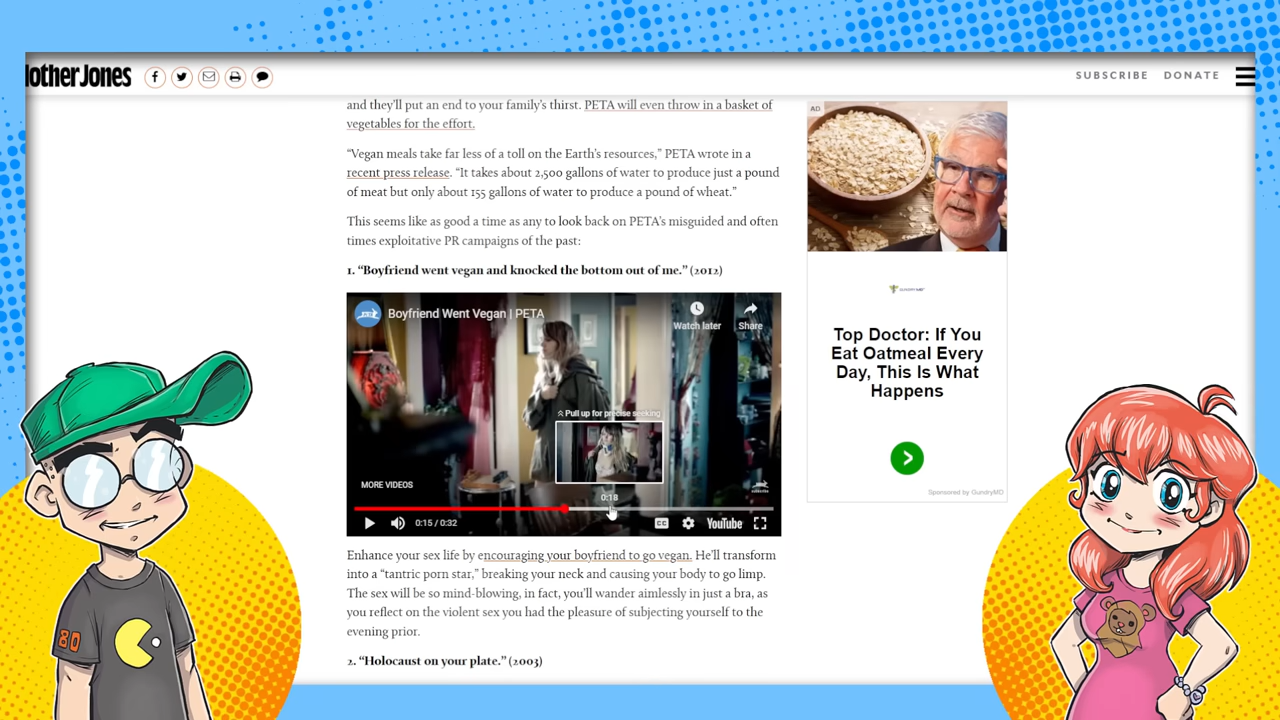 MotherJones
SUBSCRIBE DONATE
and they'll put an end to your family's thirst. PETA will even throw in a basket of
vegetables for the effort.
“Vegan meals take far less of a toll on the Earth's resources,” PETA wrote in a
recent press release. “It takes about 2,500 gallons of water to produce just a pound
of meat but only about 155 gallons of water to produce a pound of wheat.”
This seems like as good a time as any to look back on PETA's misguided and often
times exploitative PR campaigns of the past:
1. “Boyfriend went vegan and knocked the bottom out of me.” (2012)
Boyfriend Went Vegan | PETA
Watch later
Share
Pull up for precise seeking
0:18
MORE VIDEOS
0:15 / 0:32
CC
YouTube
Enhance your sex life by encouraging your boyfriend to go vegan. He'll transform
into a “tantric porn star,” breaking your neck and causing your body to go limp.
The sex will be so mind-blowing, in fact, you'll wander aimlessly in just a bra, as
you reflect on the violent sex you had the pleasure of subjecting yourself to the
evening prior.
2. “Holocaust on your plate.” (2003)
AD
GUNDRYMD
Top Doctor: If You
Eat Oatmeal Every
Day, This Is What
Happens
Sponsored by GundryMD
80